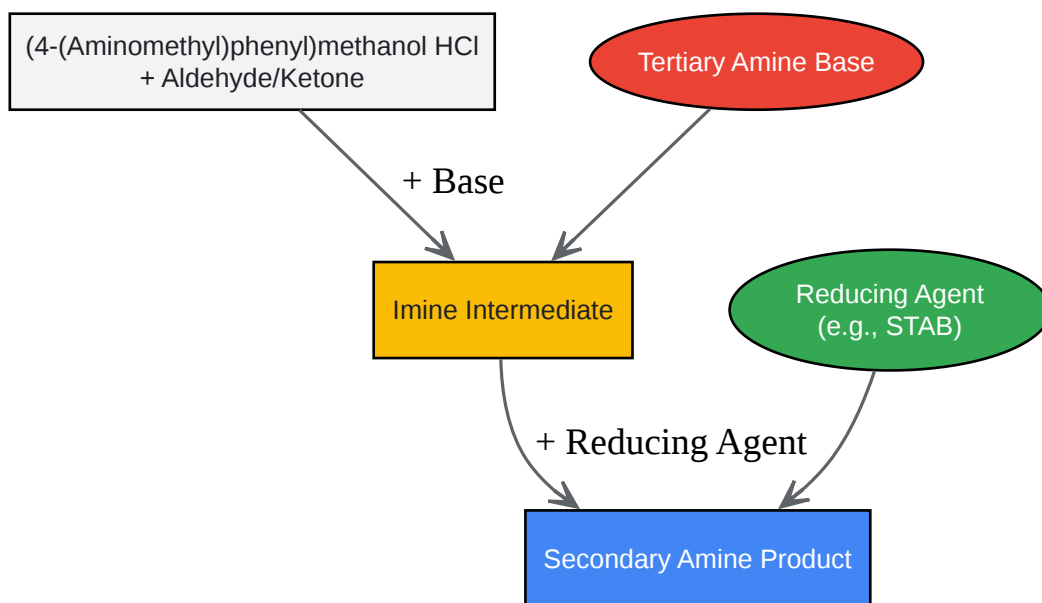 (4-(Aminomethyl)phenyl)methanol HCl
+ Aldehyde/Ketone
Tertiary Amine Base
+ Base
Imine Intermediate
Reducing Agent
(e.g., STAB)
+ Reducing Agent
Secondary Amine Product